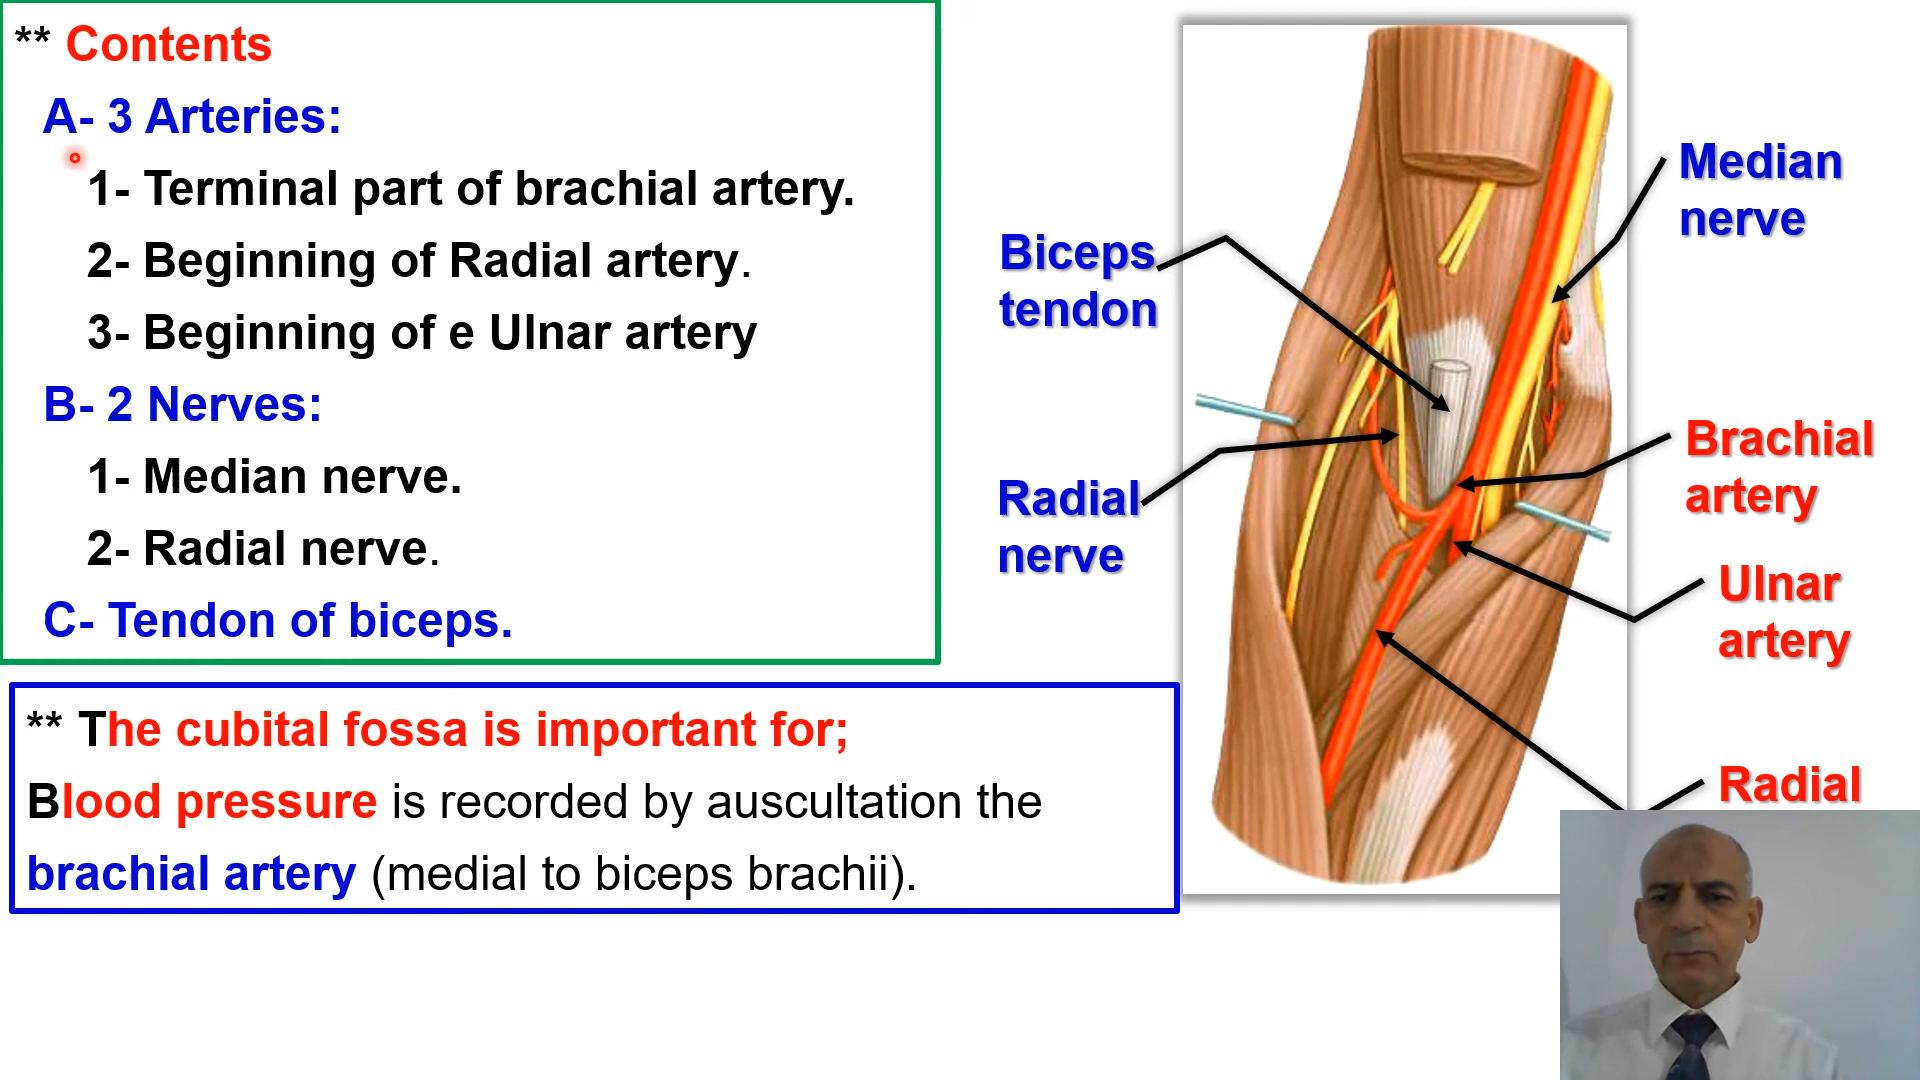 ** Contents
A- 3 Arteries:
1- Terminal part of brachial artery.
2- Beginning of Radial artery.
3- Beginning of e Ulnar artery
B- 2 Nerves:
1- Median nerve.
2- Radial nerve.
C- Tendon of biceps.
** The cubital fossa is important for;
Blood pressure is recorded by auscultation the
brachial artery (medial to biceps brachii).
Biceps
tendon
Radial
nerve
Median
nerve
Brachial
artery
Ulnar
artery
Radial